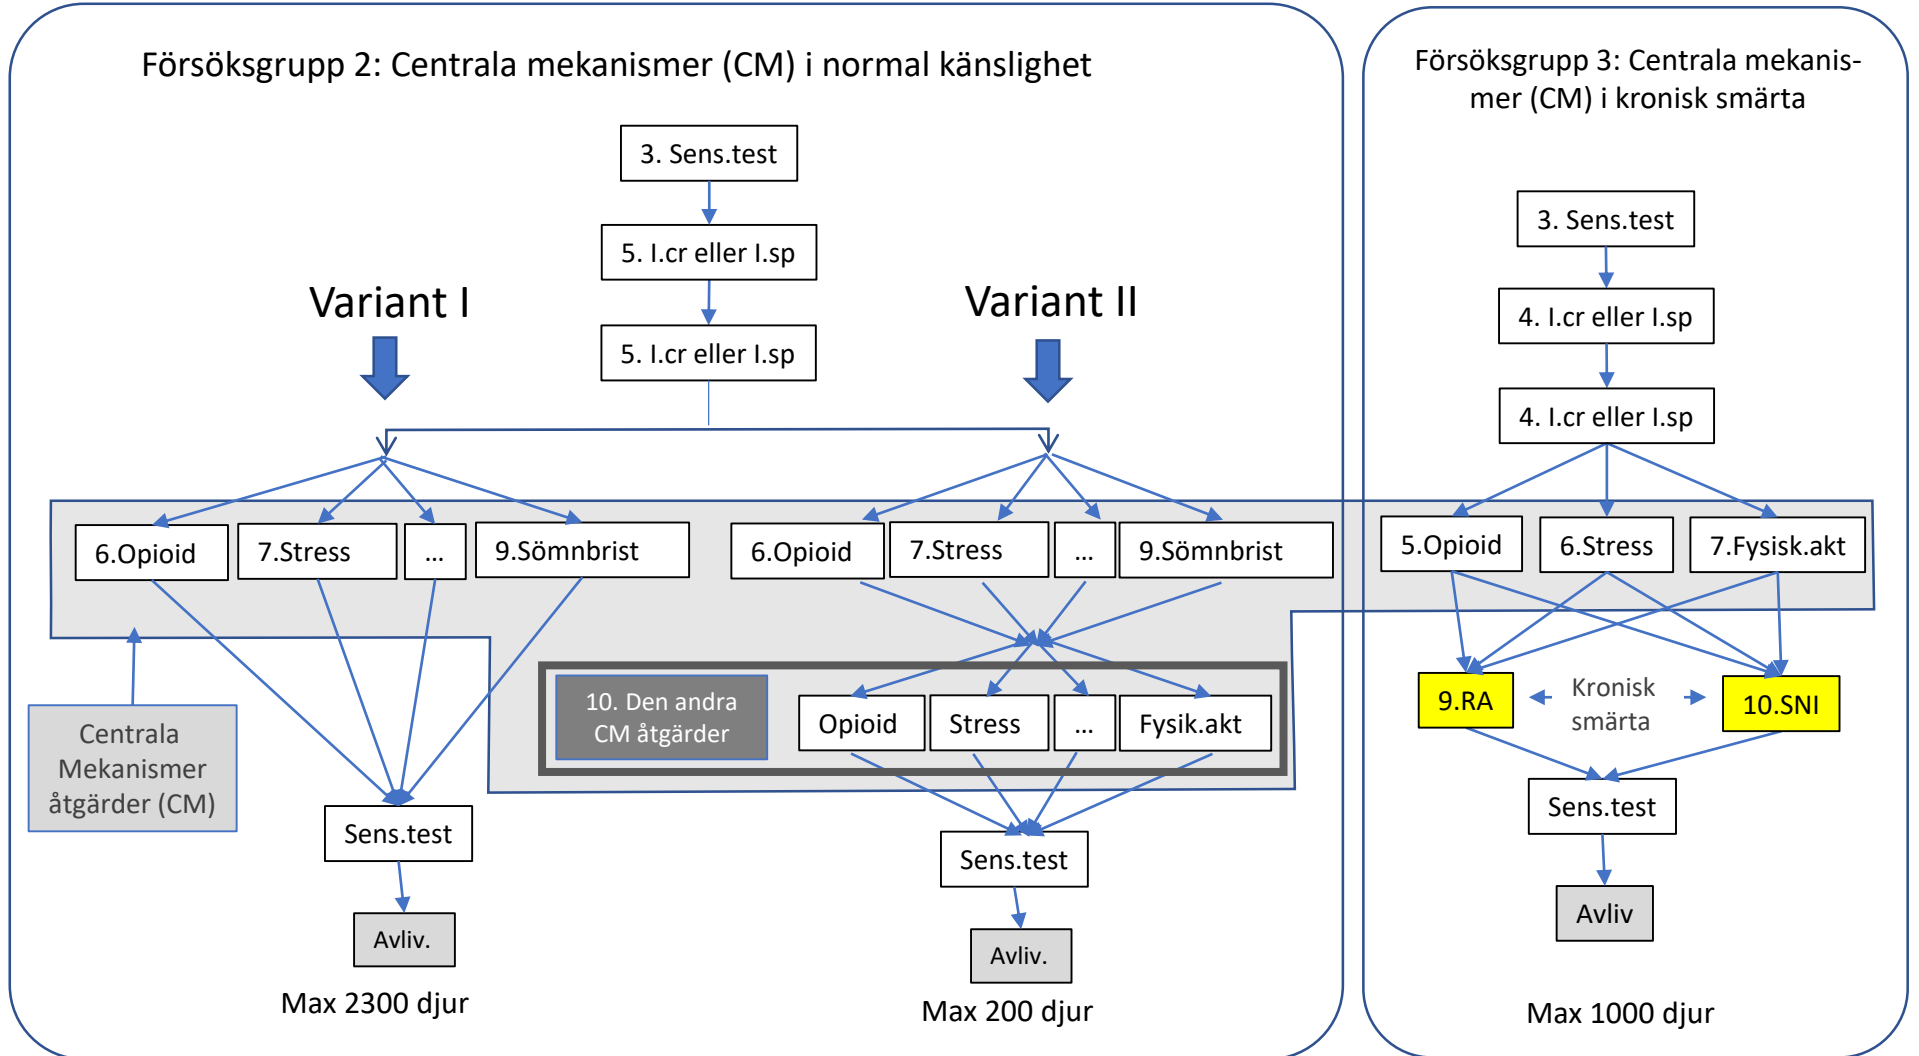 Försöksgrupp 2: Centrala mekanismer (CM) i normal känslighet
3. Sens.test
5. I.cr eller I.sp
5. I.cr eller I.sp
Variant I
Variant II
6.Opioid
7.Stress
...
9.Sömnbrist
6.Opioid
7.Stress
...
9.Sömnbrist
10. Den andra
CM åtgärder
Opioid
Stress
...
Fysik.akt
Centrala
Mekanismer
åtgärder (CM)
Sens.test
Avliv.
Max 2300 djur
Sens.test
Avliv.
Max 200 djur
Försöksgrupp 3: Centrala mekanis-
mer (CM) i kronisk smärta
3. Sens.test
4. I.cr eller I.sp
4. I.cr eller I.sp
5.Opioid
6.Stress
7.Fysisk.akt
9.RA
Kronisk
smärta
10.SNI
Sens.test
Avliv
Max 1000 djur